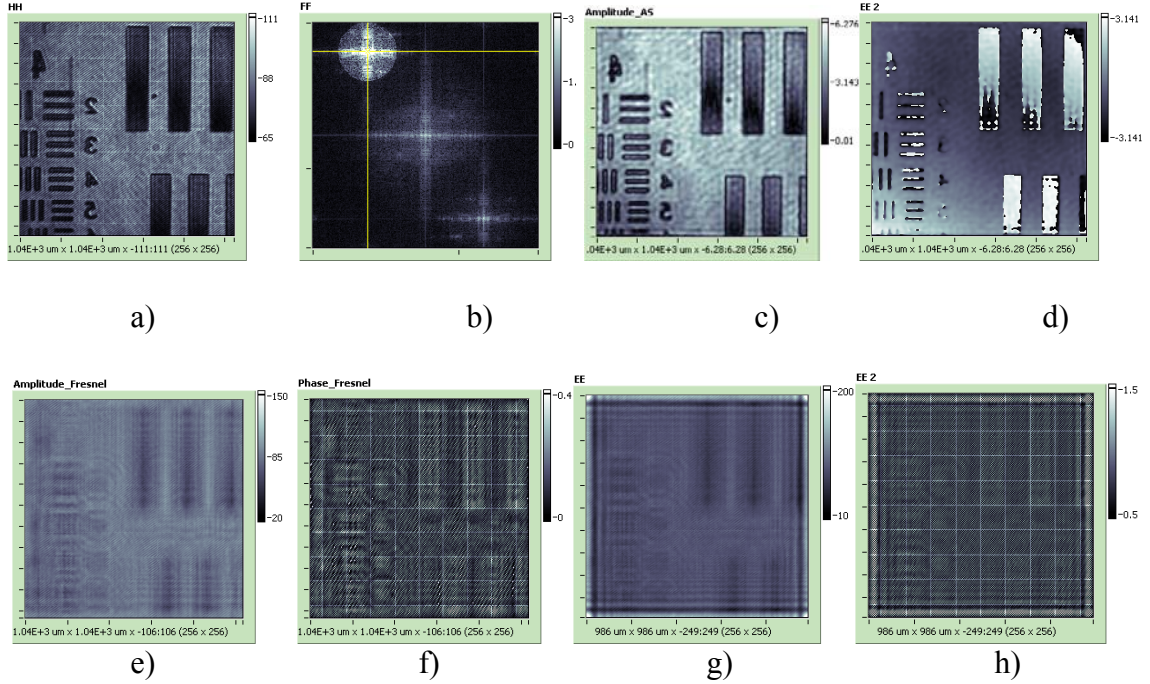 HH
-111
-88
-65
1.04E+3 um x 1.04E+3 um x -111:111 (256 x 256)
a)
FF
-3
-1.
-0
b)
Amplitude_AS
-6.276
-3.143
-0.01
.04E+3 um x 1.04E+3 um x -6.28:6.28 (256 x 256)
c)
EE 2
-3.141
-3.141
.04E+3 um x 1.04E+3 um x -6.28:6.28 (256 x 256)
d)
Amplitude_Fresnel
-150
-85
-20
1.04E+3 um x 1.04E+3 um x -106:106 (256 x 256)
e)
Phase_Fresnel
-0.4
-0
1.04E+3 um x 1.04E+3 um x -106:106 (256 x 256)
f)
EE
-200
-10
986 um x 986 um x -249:249 (256 x 256)
g)
EE 2
-1.5
-0.5
986 um x 986 um x -249:249 (256 x 256)
h)